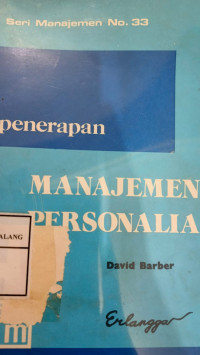 Seri Manajemen No. 33
penerapan
MANAJEMEN
PERSONALIA
ALANG
David Barber
Erlangga
m